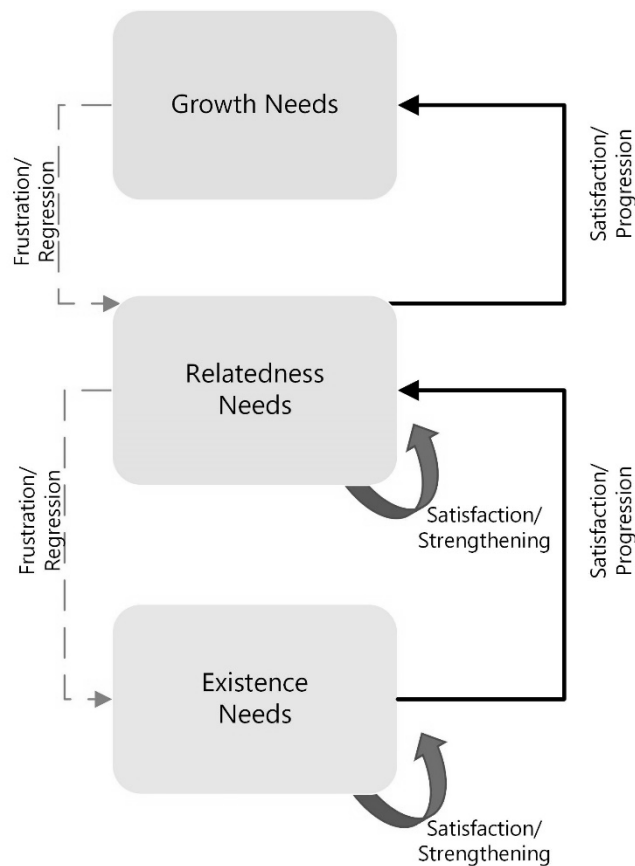 Growth Needs
Frustration/
Regression
Satisfaction/
Progression
Relatedness
Needs
Frustration/
Regression
Satisfaction/
Strengthening
Satisfaction/
Progression
Existence
Needs
Satisfaction/
Strengthening